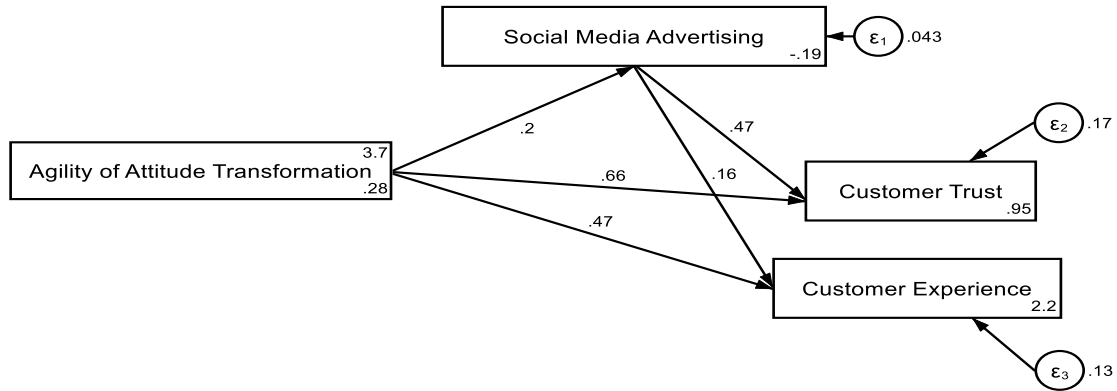 Social Media Advertising
-.19
ε1
.043
.2
.47
ε2
.17
3.7
Agility of Attitude Transformation
.28
.66
.16
Customer Trust
.95
.47
Customer Experience
2.2
ε3
.13